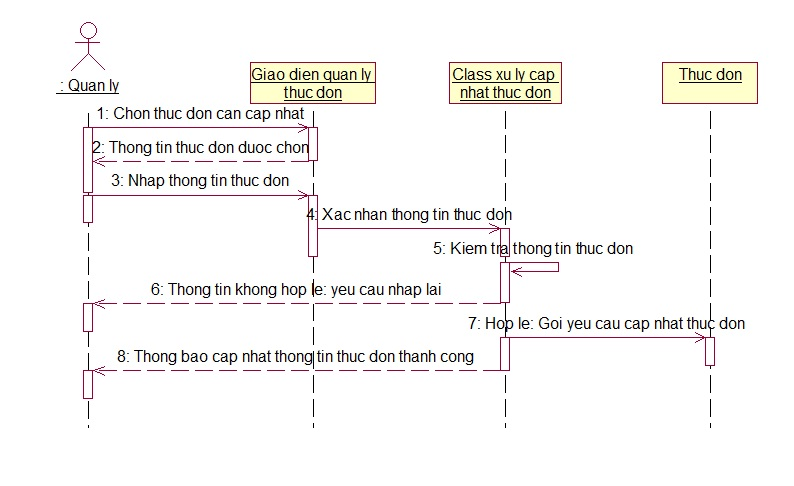 : Quan ly
Giao dien quan ly
thuc don
Class xu ly cap
nhat thuc don
Thuc don
1: Chon thuc don can cap nhat
2: Thong tin thuc don duoc chon
3: Nhap thong tin thuc don
4: Xac nhan thong tin thuc don
5: Kiem tra thong tin thuc don
6: Thong tin khong hop le: yeu cau nhap lai
7: Hop le: Goi yeu cau cap nhat thuc don
8: Thong bao cap nhat thong tin thuc don thanh cong